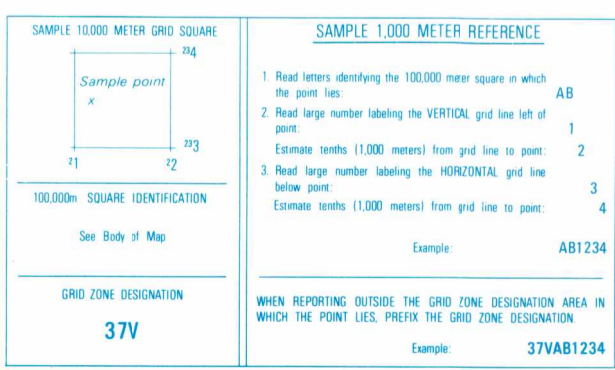 SAMPLE 10,000 METER GRID SQUARE
234
Sample point
x
233
21
22
100,000m SQUARE IDENTIFICATION
See Body of Map
GRID ZONE DESIGNATION
37V
SAMPLE 1,000 METER REFERENCE
1. Read letters identifying the 100,000 meter square in which
the point lies: AB
2. Read large number labeling the VERTICAL grid line left of
point: 1
Estimate tenths (1,000 meters) from grid line to point: 2
3. Read large number labeling the HORIZONTAL grid line
below point: 3
Estimate tenths (1,000 meters) from grid line to point: 4
Example: AB1234
WHEN REPORTING OUTSIDE THE GRID ZONE DESIGNATION AREA IN
WHICH THE POINT LIES, PREFIX THE GRID ZONE DESIGNATION.
Example: 37VAB1234